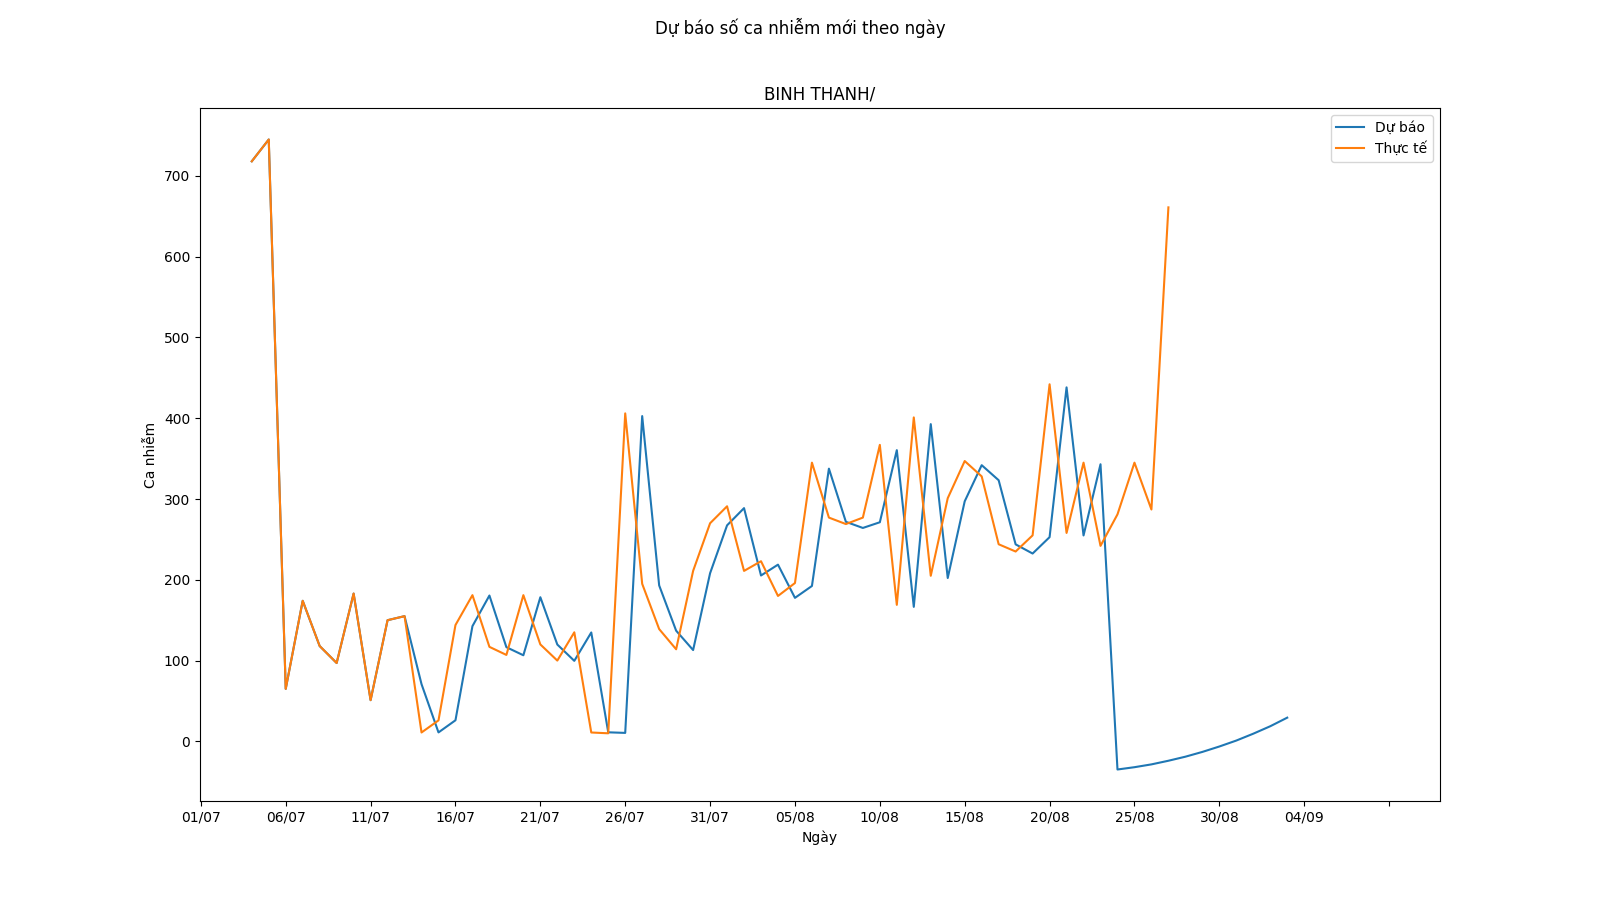 Dự báo số ca nhiễm mới theo ngày
BINH THANH/
Dự báo
Thực tế
700
600
500
400
300
200
100
0
Ca nhiễm
01/07 06/07 11/07 16/07 21/07 26/07 31/07 05/08 10/08 15/08 20/08 25/08 30/08 04/09
Ngày